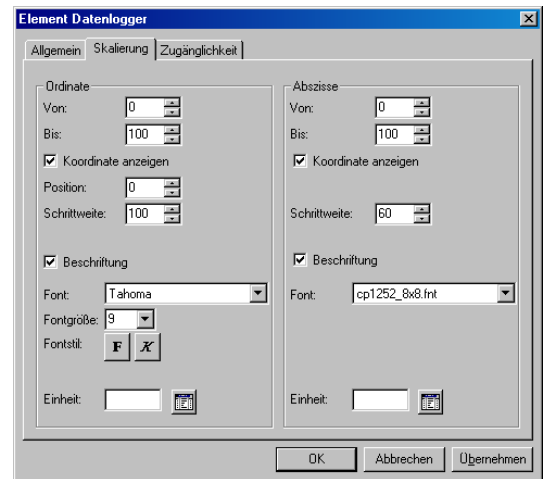 Element Datenlogger
Allgemein Skalierung Zugänglichkeit
Ordinate
Von: 0
Bis: 100
Koordinate anzeigen
Position: 0
Schrittweite: 100
Beschriftung
Font: Tahoma
Fontgröße: 9
Fontstil: F K
Einheit:
Abszisse
Von: 0
Bis: 100
Koordinate anzeigen
Schrittweite: 60
Beschriftung
Font: cp1252_8x8.fnt
Einheit:
OK Abbrechen Übernehmen